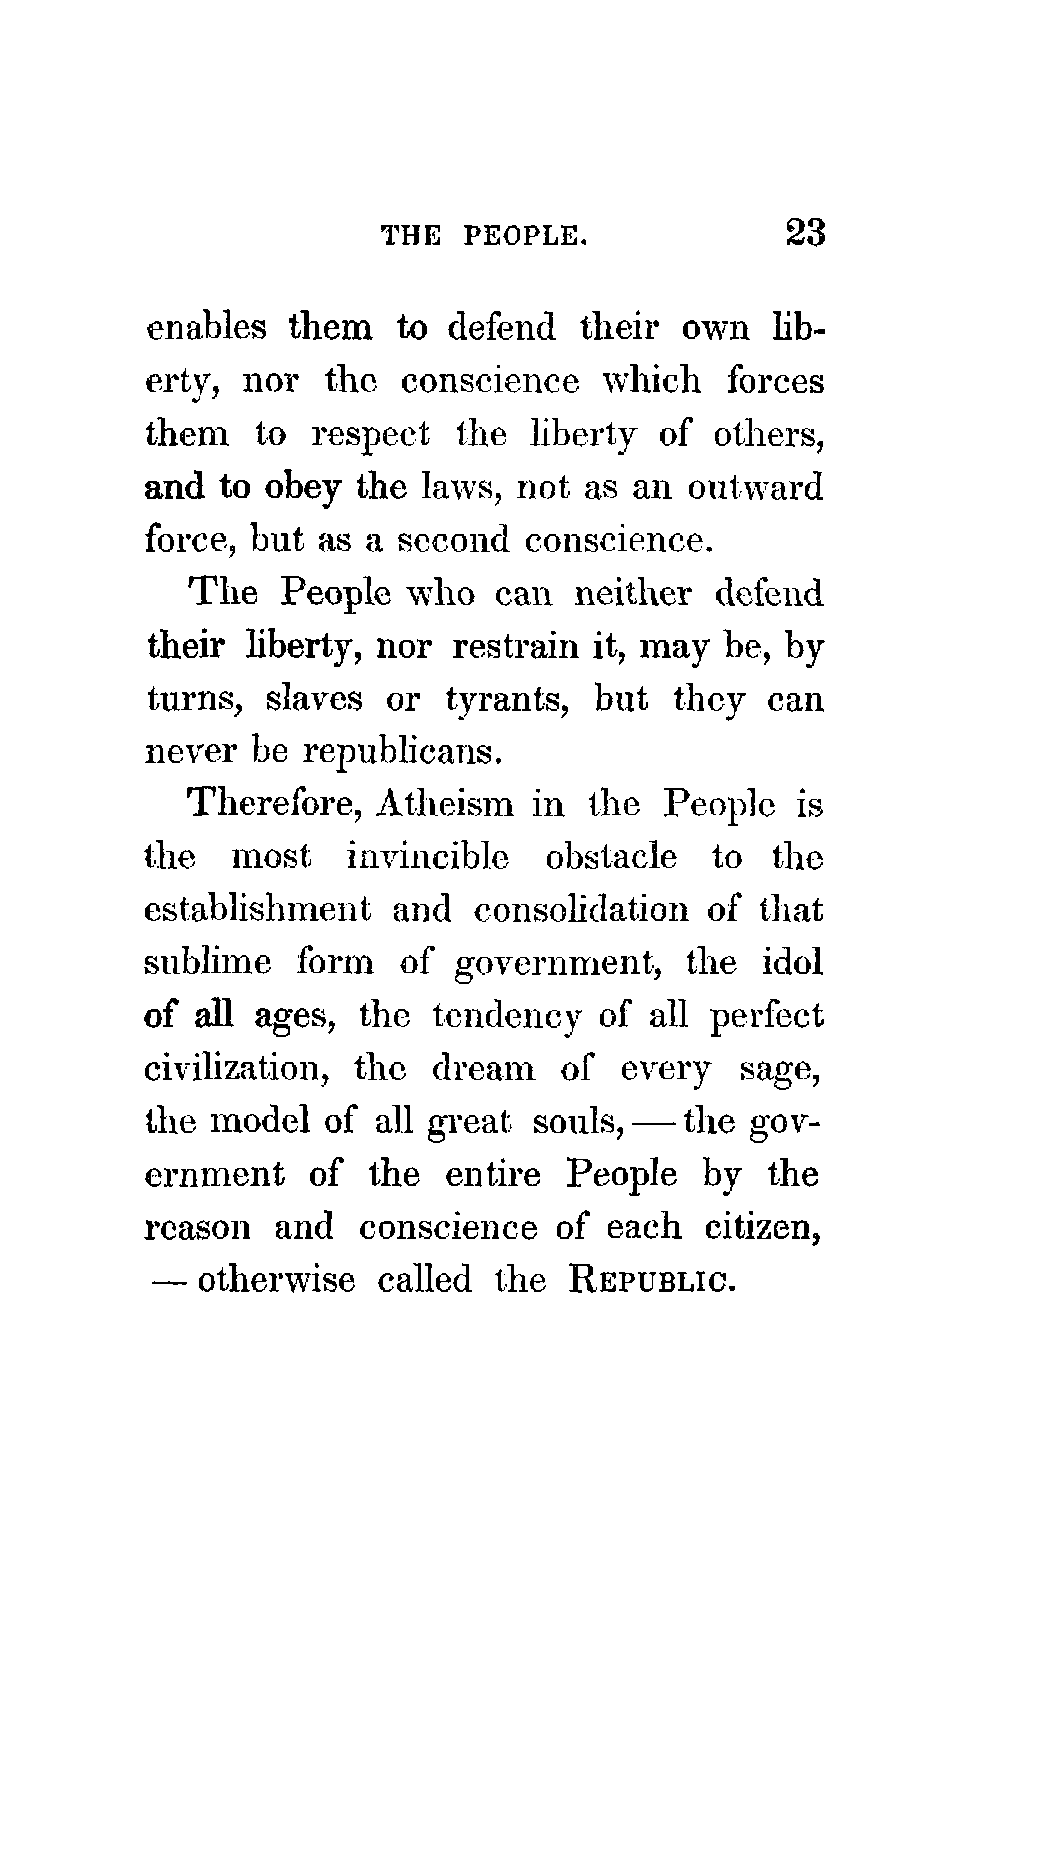 THE PEOPLE. 23
enables them to defend their own lib-
erty, nor the conscience which forces
them to respect the liberty of others,
and to obey the laws, not as an outward
force, but as a second conscience.
The People who can neither defend
their liberty, nor restrain it, may be, by
turns, slaves or tyrants, but they can
never be republicans.
Therefore, Atheism in the People is
the most invincible obstacle to the
establishment and consolidation of that
sublime form of government, the idol
of all ages, the tendency of all perfect
civilization, the dream of every sage,
the model of all great souls, — the gov-
ernment of the entire People by the
reason and conscience of each citizen,
— otherwise called the REPUBLIC.